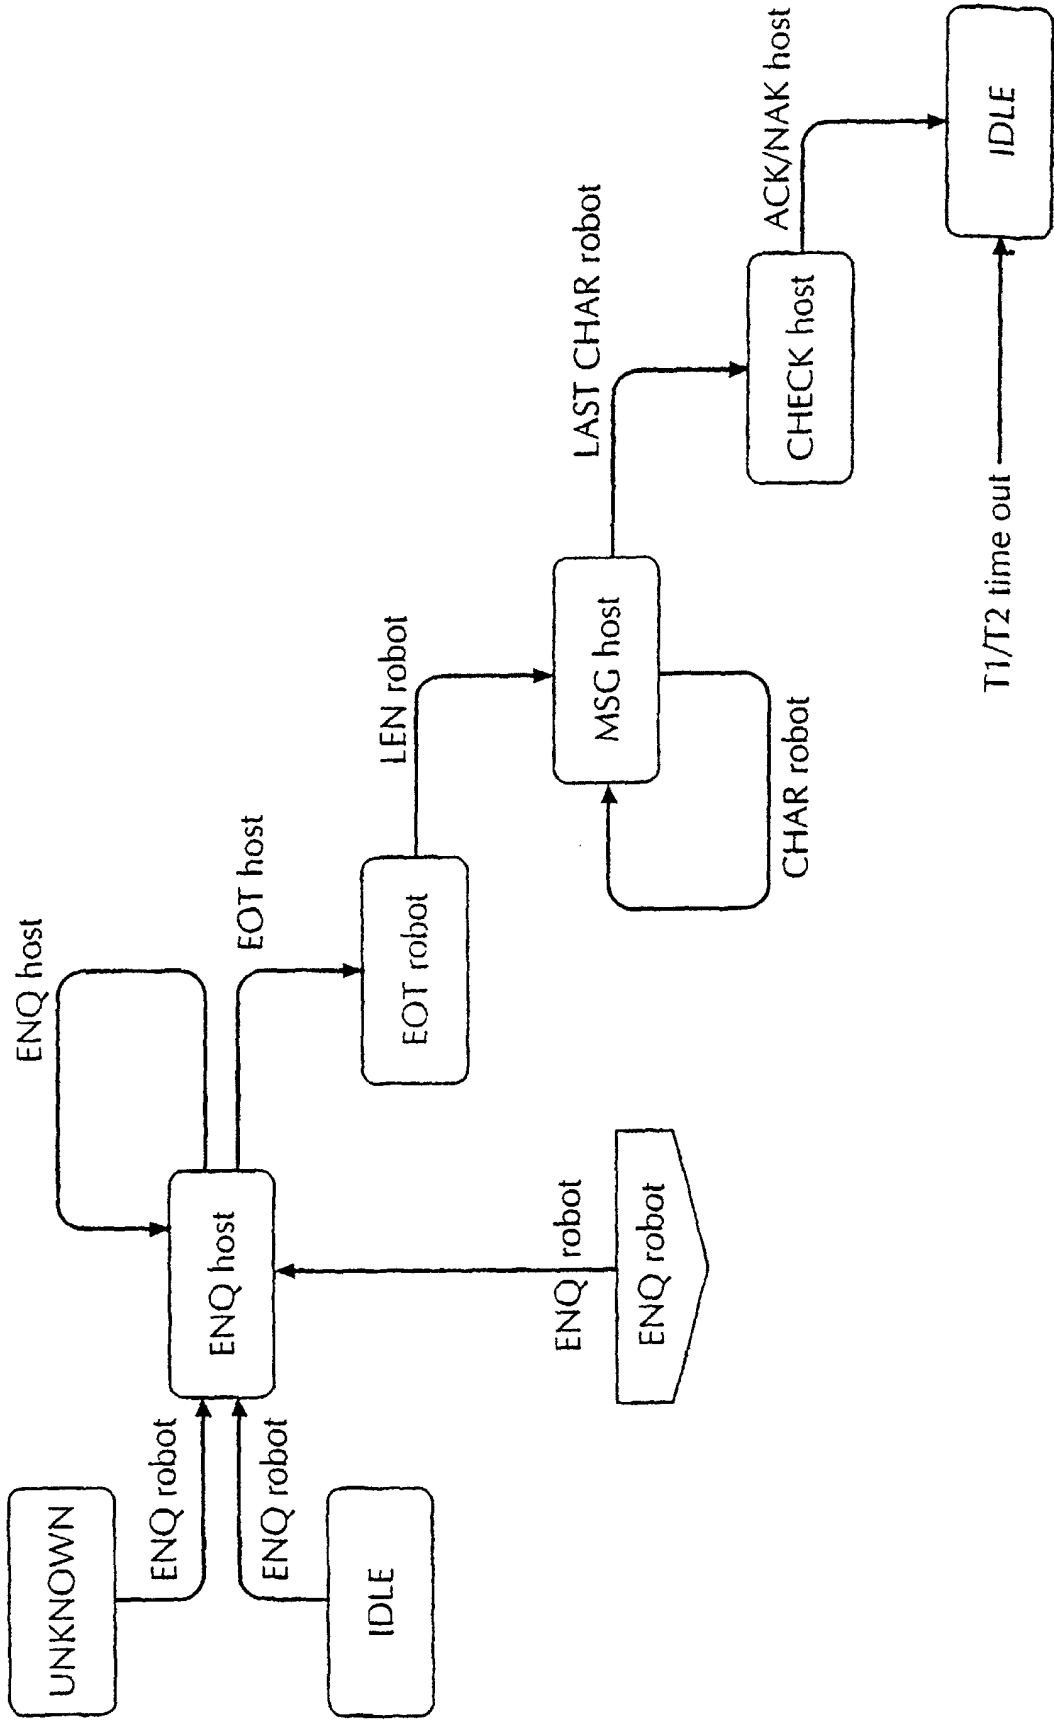 UNKNOWN
ENQ robot
ENQ robot
IDLE
ENQ host
ENQ host
EOT host
ENQ robot
ENQ robot
EOT robot
LEN robot
MSG host
CHAR robot
LAST CHAR robot
CHECK host
ACK/NAK host
T1/T2 time out
IDLE